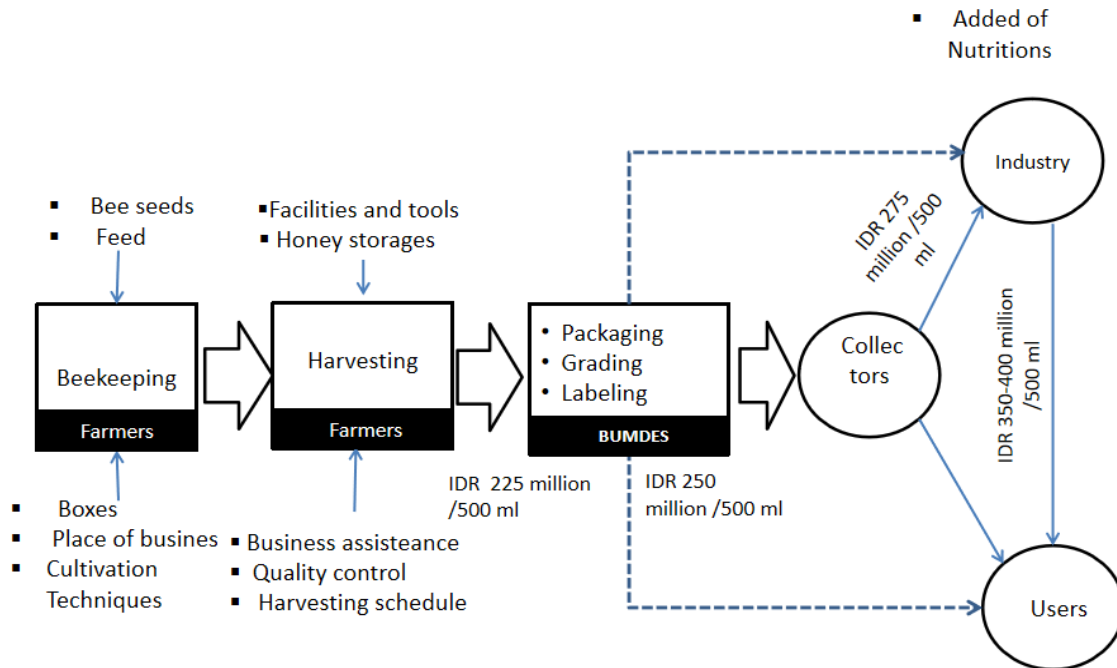 ▪ Added of
Nutritions
Industry
▪ Bee seeds
▪ Feed
▪Facilities and tools
▪ Honey storages
IDR 275
million /500
ml
Beekeeping
Farmers
Harvesting
Farmers
• Packaging
• Grading
• Labeling
BUMDES
Collec
tors
IDR 350-400 million
/500 ml
IDR 225 million
/500 ml
IDR 250
million /500 ml
▪ Boxes
▪ Place of busines
▪ Cultivation
Techniques
▪ Business assisteance
▪ Quality control
▪ Harvesting schedule
Users